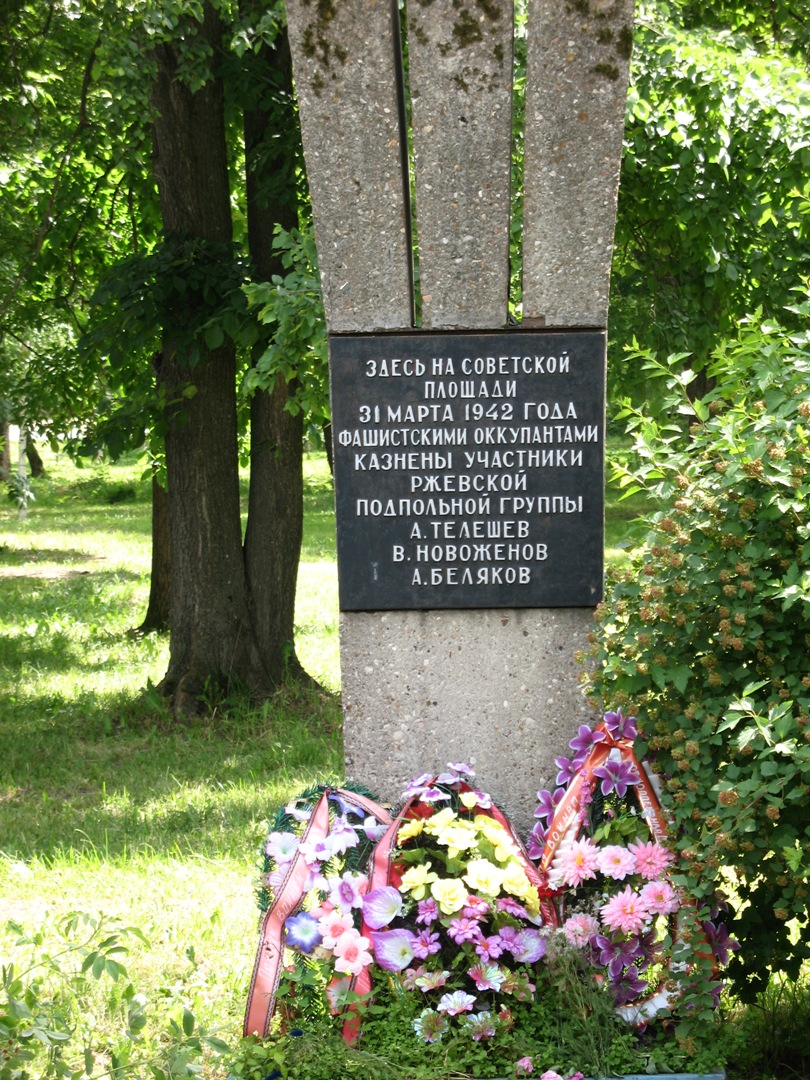 ЗДЕСЬ НА СОВЕТСКОЙ
ПЛОЩАДИ
31 МАРТА 1942 ГОДА
ФАШИСТСКИМИ ОККУПАНТАМИ
КАЗНЕНЫ УЧАСТНИКИ
РЖЕВСКОЙ
ПОДПОЛЬНОЙ ГРУППЫ
А.ТЕЛЕШЕВ
В.НОВОЖЕНОВ
А.БЕЛЯКОВ